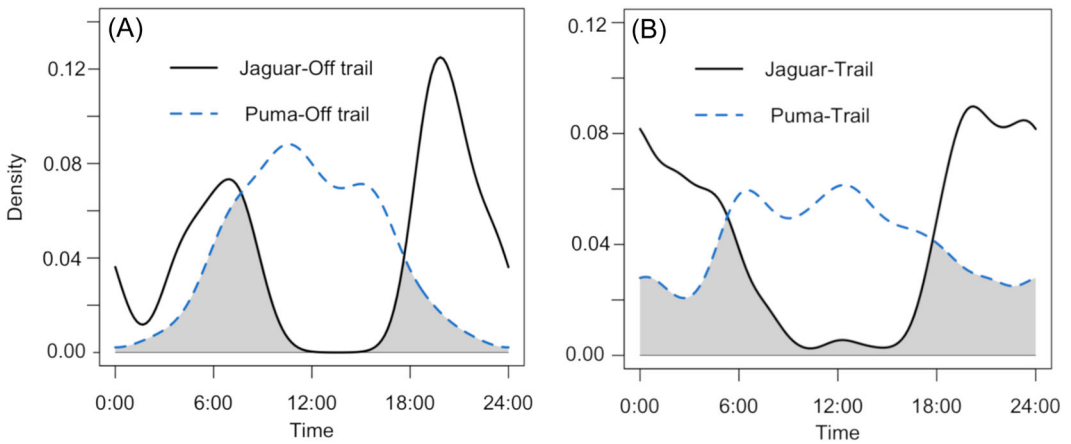 (A)
Jaguar-Off trail
Puma-Off trail
0.12
0.08
0.04
0.00
Density
0:00 6:00 12:00 18:00 24:00
Time
(B)
Jaguar-Trail
Puma-Trail
0.12
0.08
0.04
0.00
0:00 6:00 12:00 18:00 24:00
Time